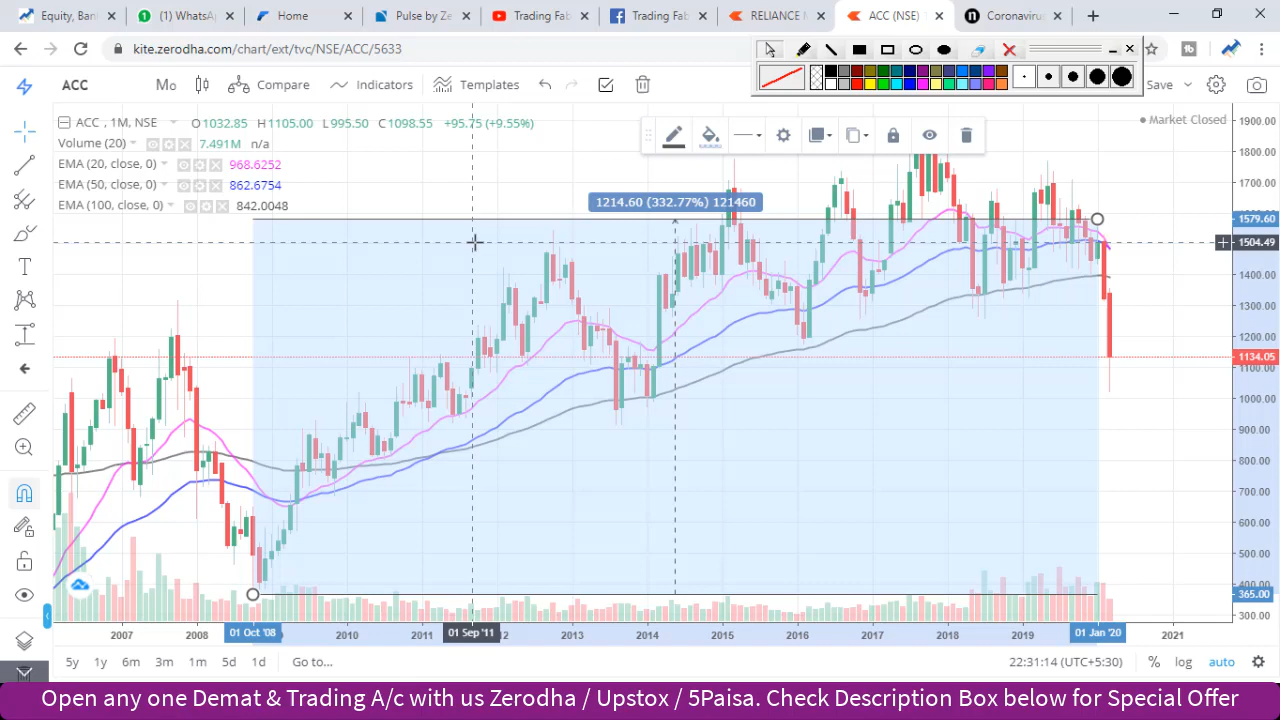 Equity, Ban
(1) WhatsA
Home
Pulse by Ze
Trading Fab
Trading Fab
RELIANCE M
ACC (NSE)
Coronavirus
kite.zerodha.com/chart/ext/tvc/NSE/ACC/5633
ACC
Mo
Compare
Indicators
Templates
Save
ACC , 1M, NSE
O1032.85 H1105.00 L995.50 C1098.55 +95.75 (+9.55%)
Market Closed
Volume (20) 7.491M n/a
EMA (20, close, 0) 968.6252
EMA (50, close, 0) 862.6754
EMA (100, close, 0) 842.0048
1214.60 (332.77%) 121460
1900.00
1800.00
1700.00
1600.00
1579.60
1504.49
1400.00
1300.00
1200.00
1134.05
1100.00
1000.00
900.00
800.00
700.00
600.00
500.00
400.00
365.00
300.00
2007
2008
01 Oct '08
2010
2011
01 Sep '11
2013
2014
2015
2016
2017
2018
2019
01 Jan '20
2021
5y 1y 6m 3m 1m 5d 1d Go to...
22:31:14 (UTC+5:30) % log auto
Open any one Demat & Trading A/c with us Zerodha / Upstox / 5Paisa. Check Description Box below for Special Offer